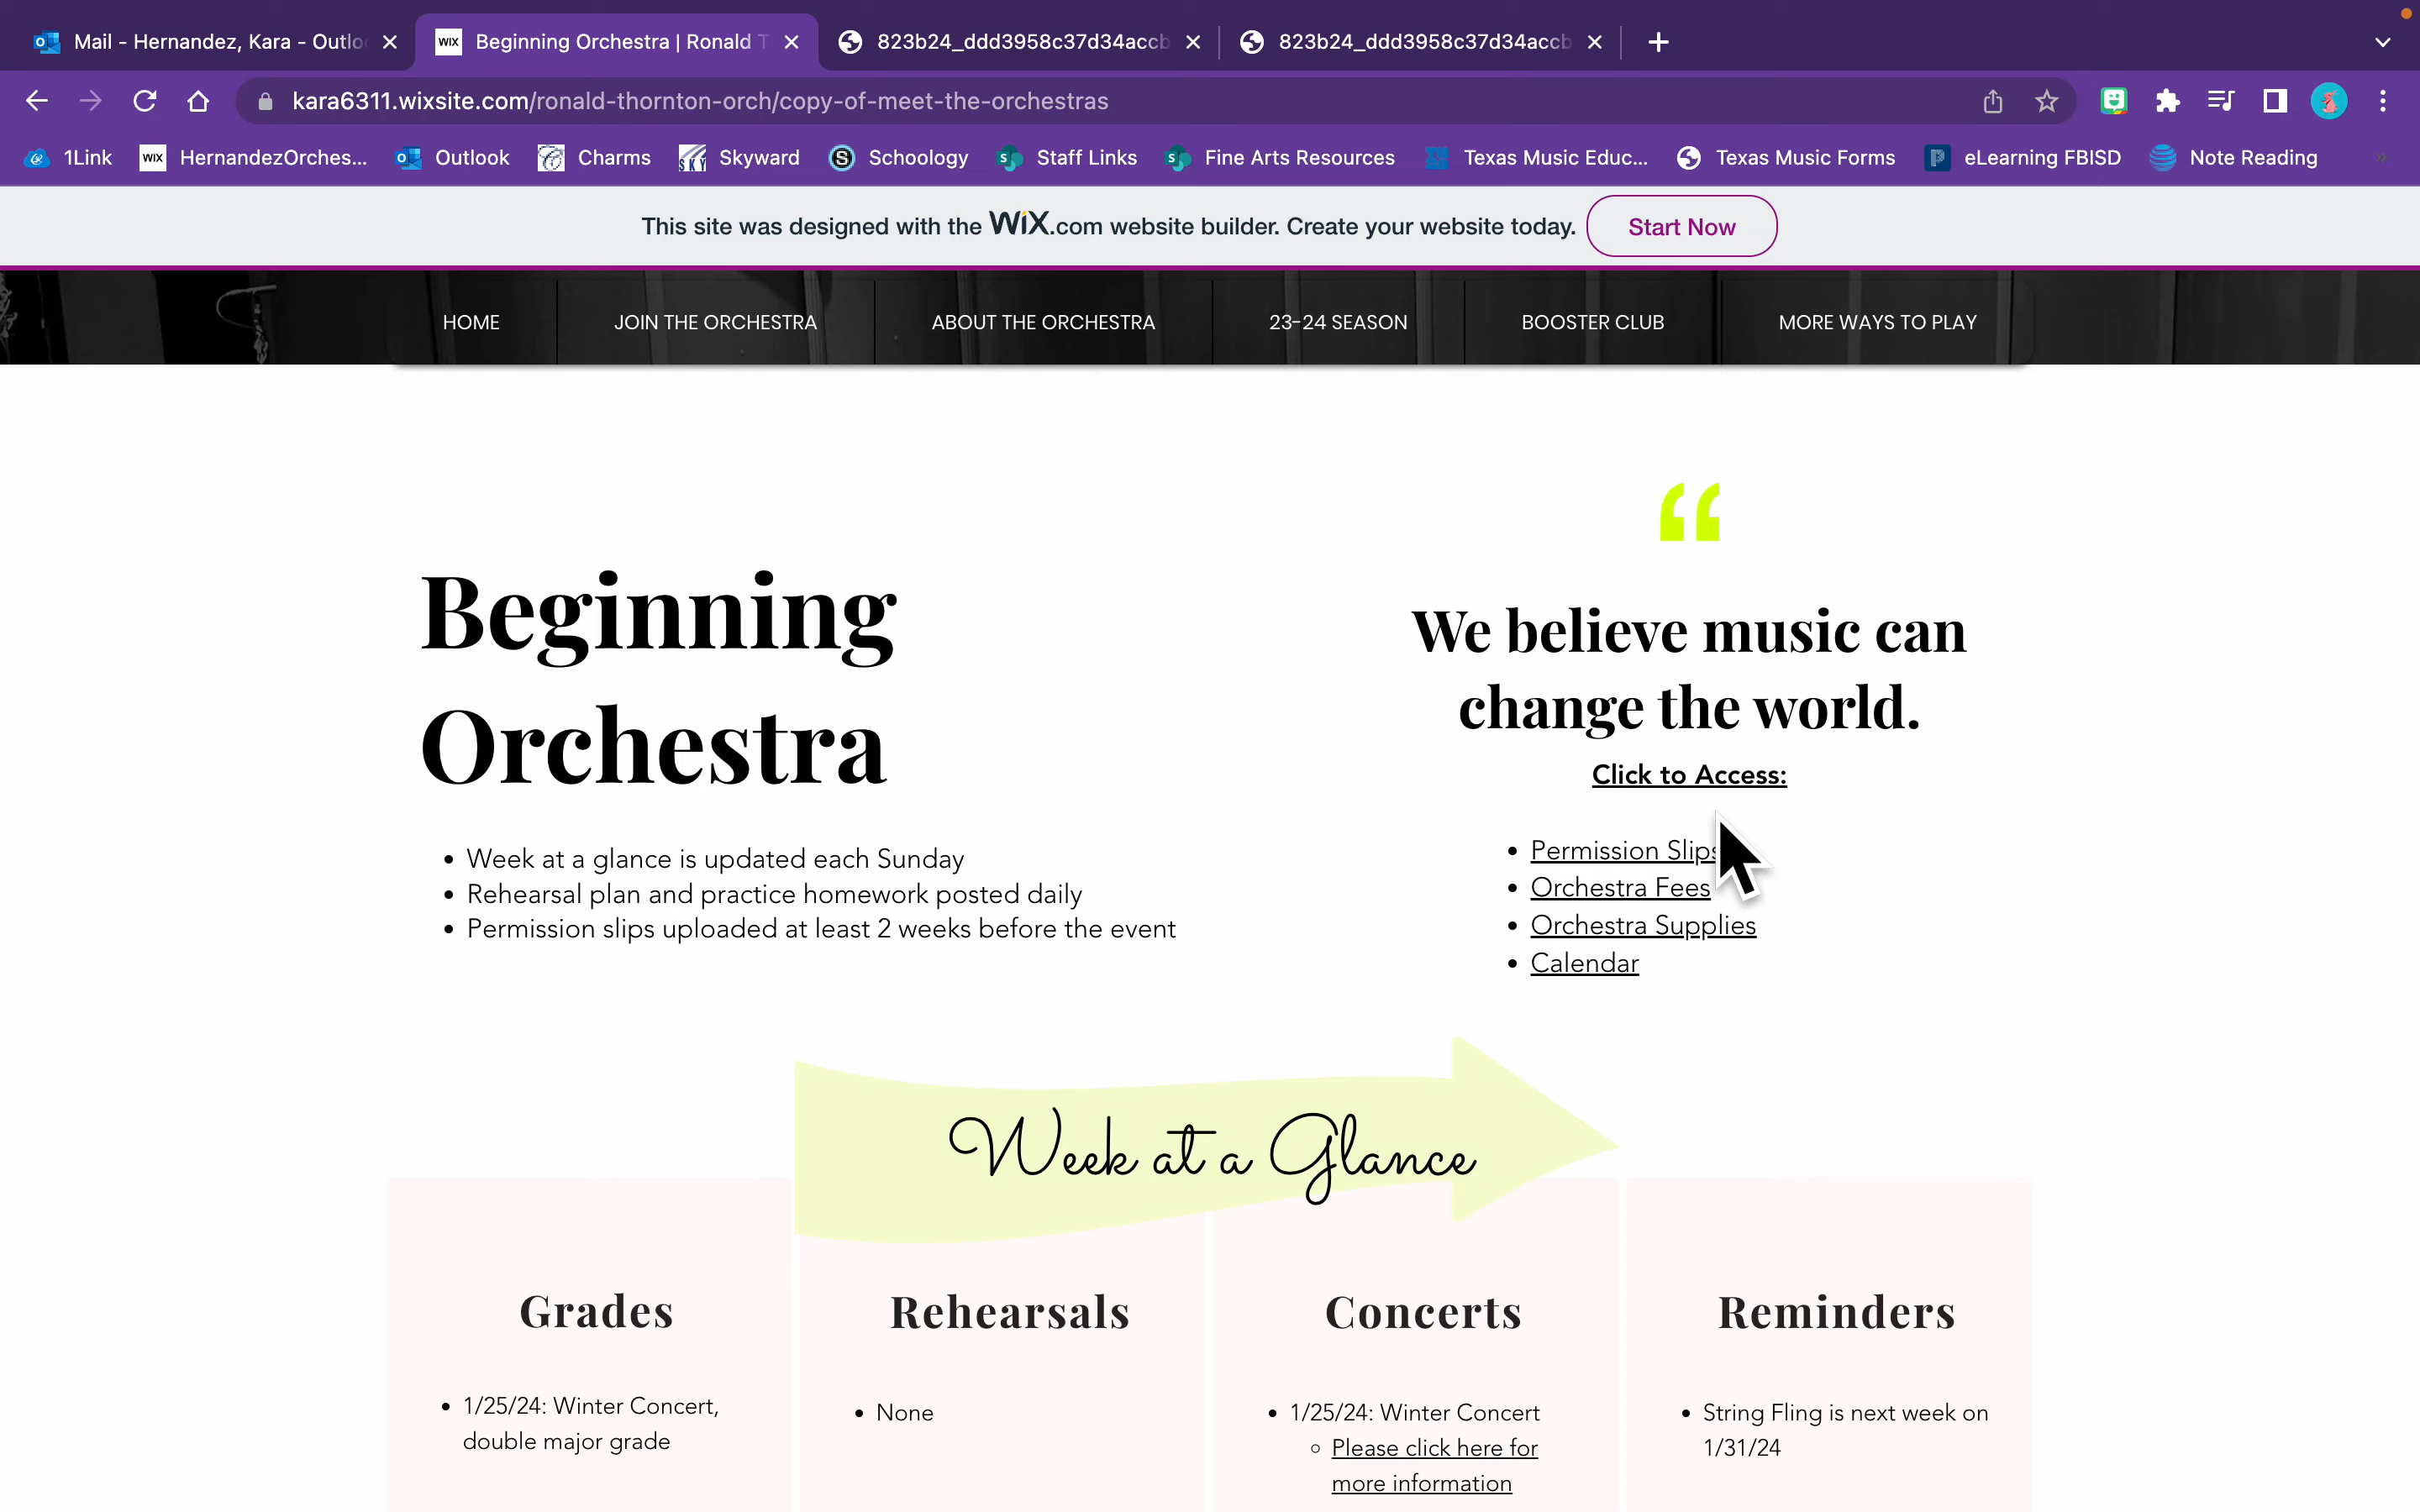 Mail - Hernandez, Kara - Outlo
WIX Beginning Orchestra | Ronald T
823b24_ddd3958c37d34accb
823b24_ddd3958c37d34accb
kara6311.wixsite.com/ronald-thornton-orch/copy-of-meet-the-orchestras
1Link
WIX HernandezOrches...
Outlook
Charms
SKY Skyward
S Schoology
Staff Links
Fine Arts Resources
Texas Music Educ...
Texas Music Forms
eLearning FBISD
Note Reading
This site was designed with the WiX.com website builder. Create your website today.
Start Now
HOME
JOIN THE ORCHESTRA
ABOUT THE ORCHESTRA
23-24 SEASON
BOOSTER CLUB
MORE WAYS TO PLAY
Beginning
Orchestra
• Week at a glance is updated each Sunday
• Rehearsal plan and practice homework posted daily
• Permission slips uploaded at least 2 weeks before the event
“
We believe music can
change the world.
Click to Access:
• Permission Slips
• Orchestra Fees
• Orchestra Supplies
• Calendar
Week at a Glance
Grades
• 1/25/24: Winter Concert,
double major grade
Rehearsals
• None
Concerts
• 1/25/24: Winter Concert
◦ Please click here for
more information
Reminders
• String Fling is next week on
1/31/24